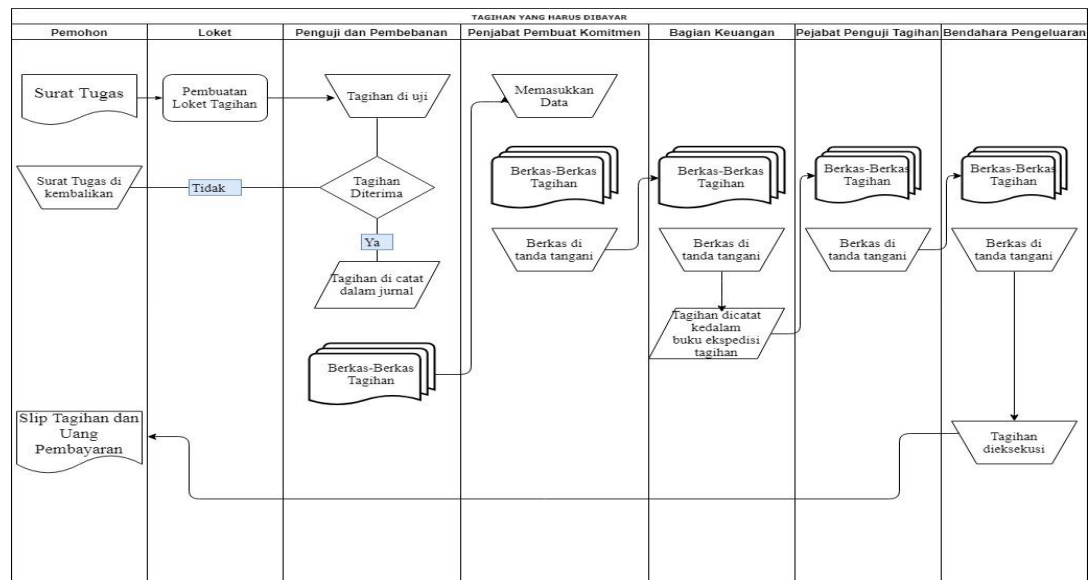 TAGIHAN YANG HARUS DIBAYAR
Pemohon
Loket
Penguji dan Pembebanan
Penjabat Pembuat Komitmen
Bagian Keuangan
Pejabat Penguji Tagihan
Bendahara Pengeluaran
Surat Tugas
Pembuatan
Loket Tagihan
Tagihan di uji
Memasukkan
Data
Surat Tugas di
kembalikan
Tidak
Tagihan
Diterima
Berkas-Berkas
Tagihan
Berkas-Berkas
Tagihan
Berkas-Berkas
Tagihan
Berkas-Berkas
Tagihan
Ya
Berkas di
tanda tangani
Berkas di
tanda tangani
Berkas di
tanda tangani
Berkas di
tanda tangani
Tagihan di catat
dalam jurnal
Tagihan dicatat
kedalam
buku ekspedisi
tagihan
Berkas-Berkas
Tagihan
Slip Tagihan dan
Uang
Pembayaran
Tagihan
dieksekusi